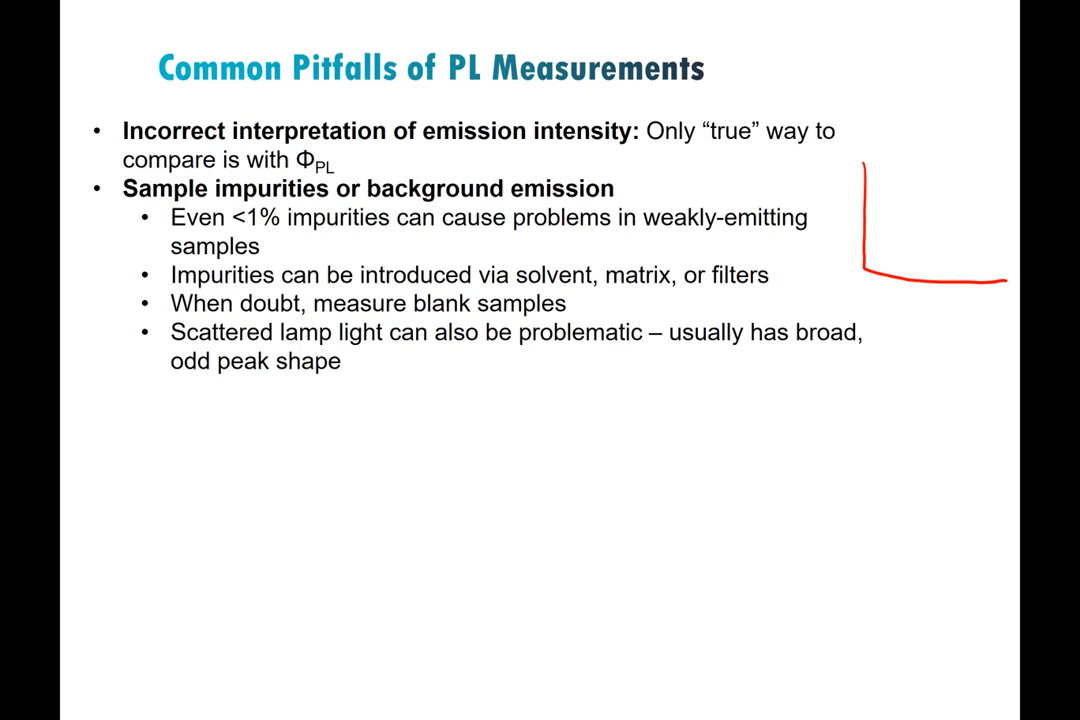 Common Pitfalls of PL Measurements
• Incorrect interpretation of emission intensity: Only “true” way to
compare is with ΦPL
• Sample impurities or background emission
• Even <1% impurities can cause problems in weakly-emitting
samples
• Impurities can be introduced via solvent, matrix, or filters
• When doubt, measure blank samples
• Scattered lamp light can also be problematic – usually has broad,
odd peak shape